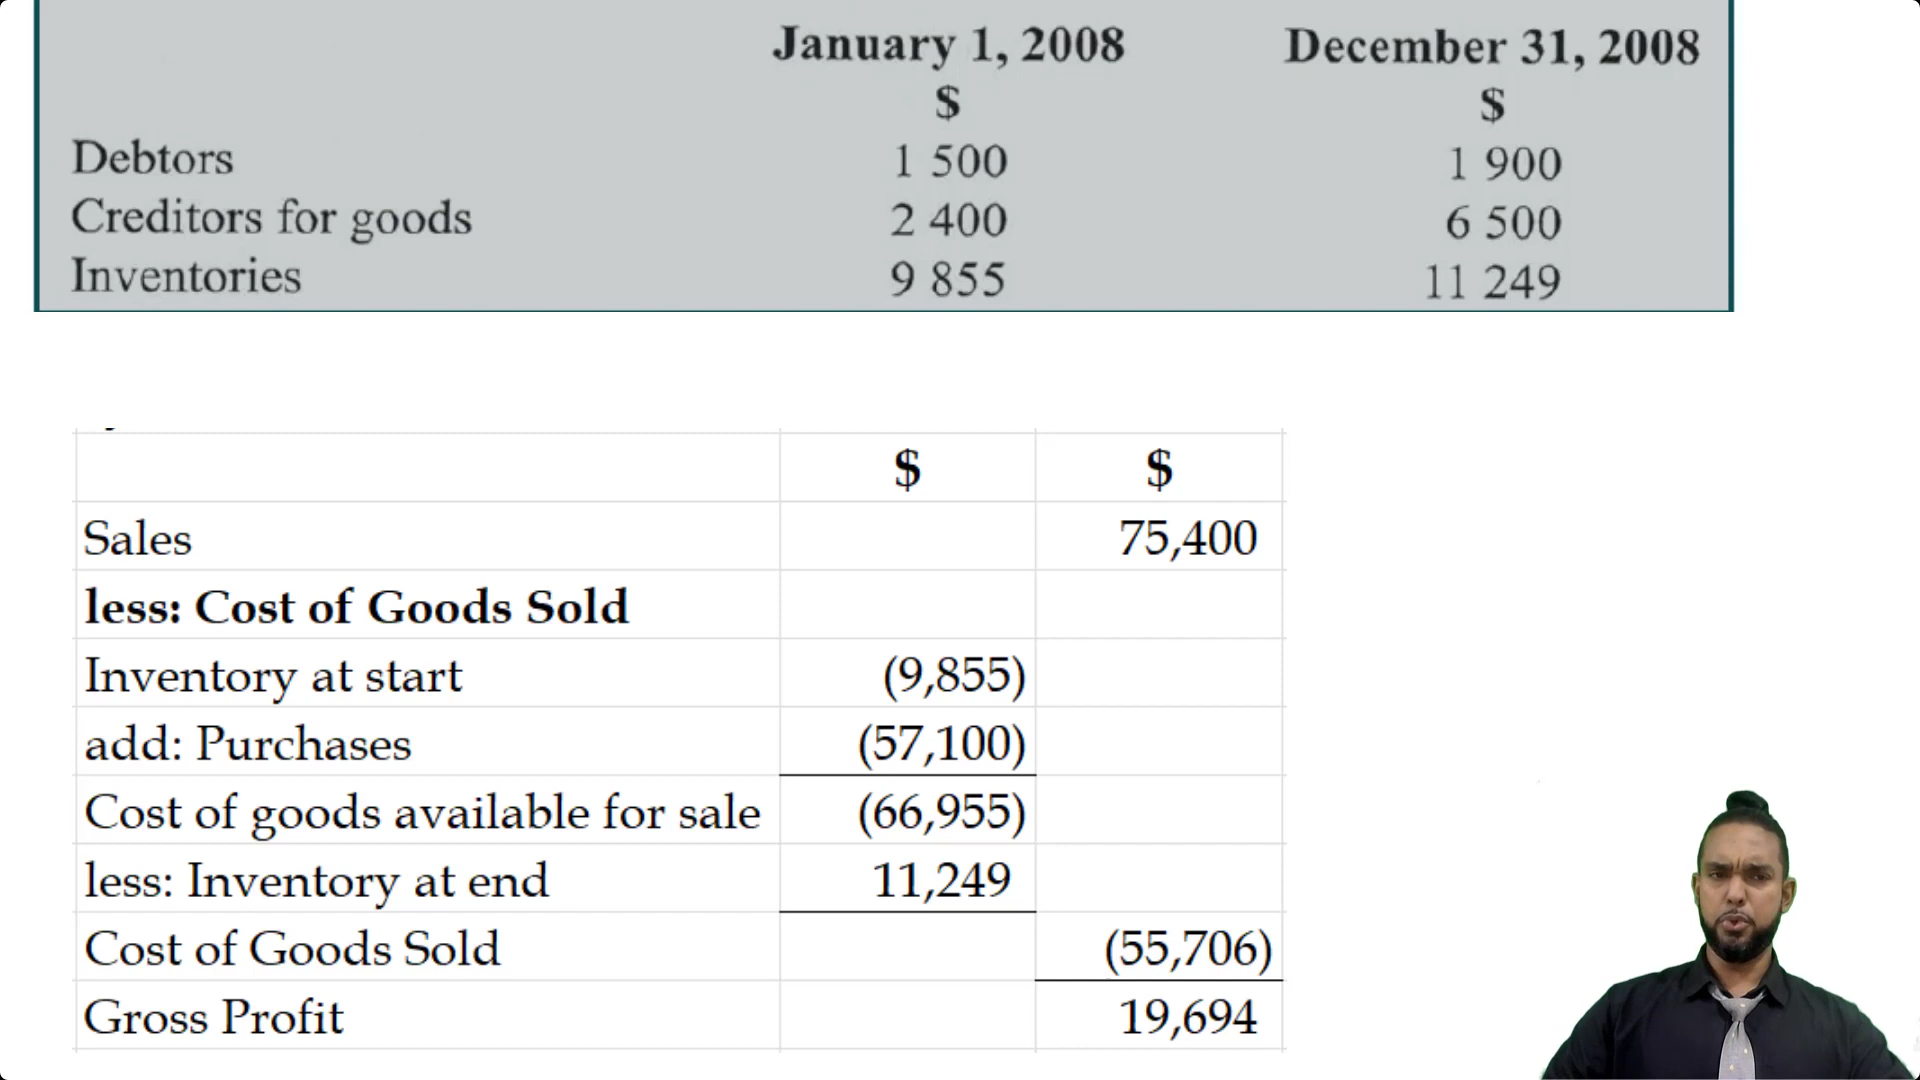 January 1, 2008 December 31, 2008
$ $
Debtors 1 500 1 900
Creditors for goods 2 400 6 500
Inventories 9 855 11 249
$ $
Sales 75,400
less: Cost of Goods Sold
Inventory at start (9,855)
add: Purchases (57,100)
Cost of goods available for sale (66,955)
less: Inventory at end 11,249
Cost of Goods Sold (55,706)
Gross Profit 19,694